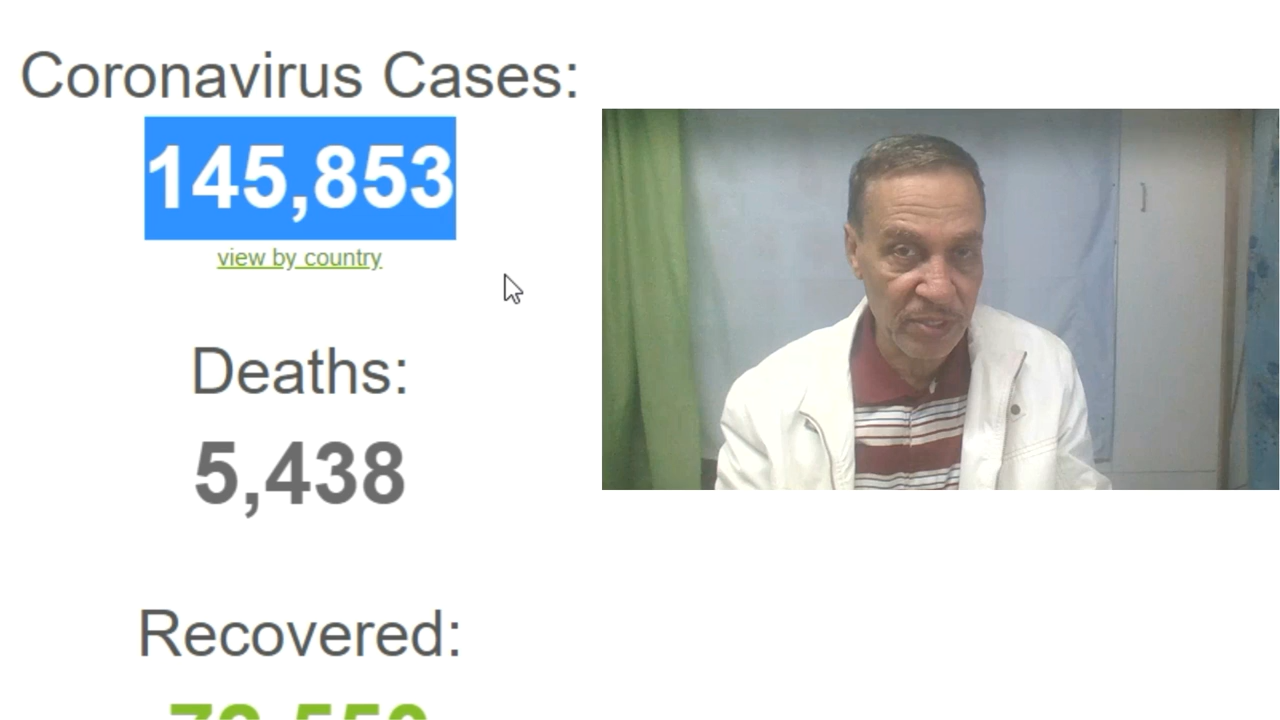 Coronavirus Cases:
145,853
view by country
Deaths:
5,438
Recovered: